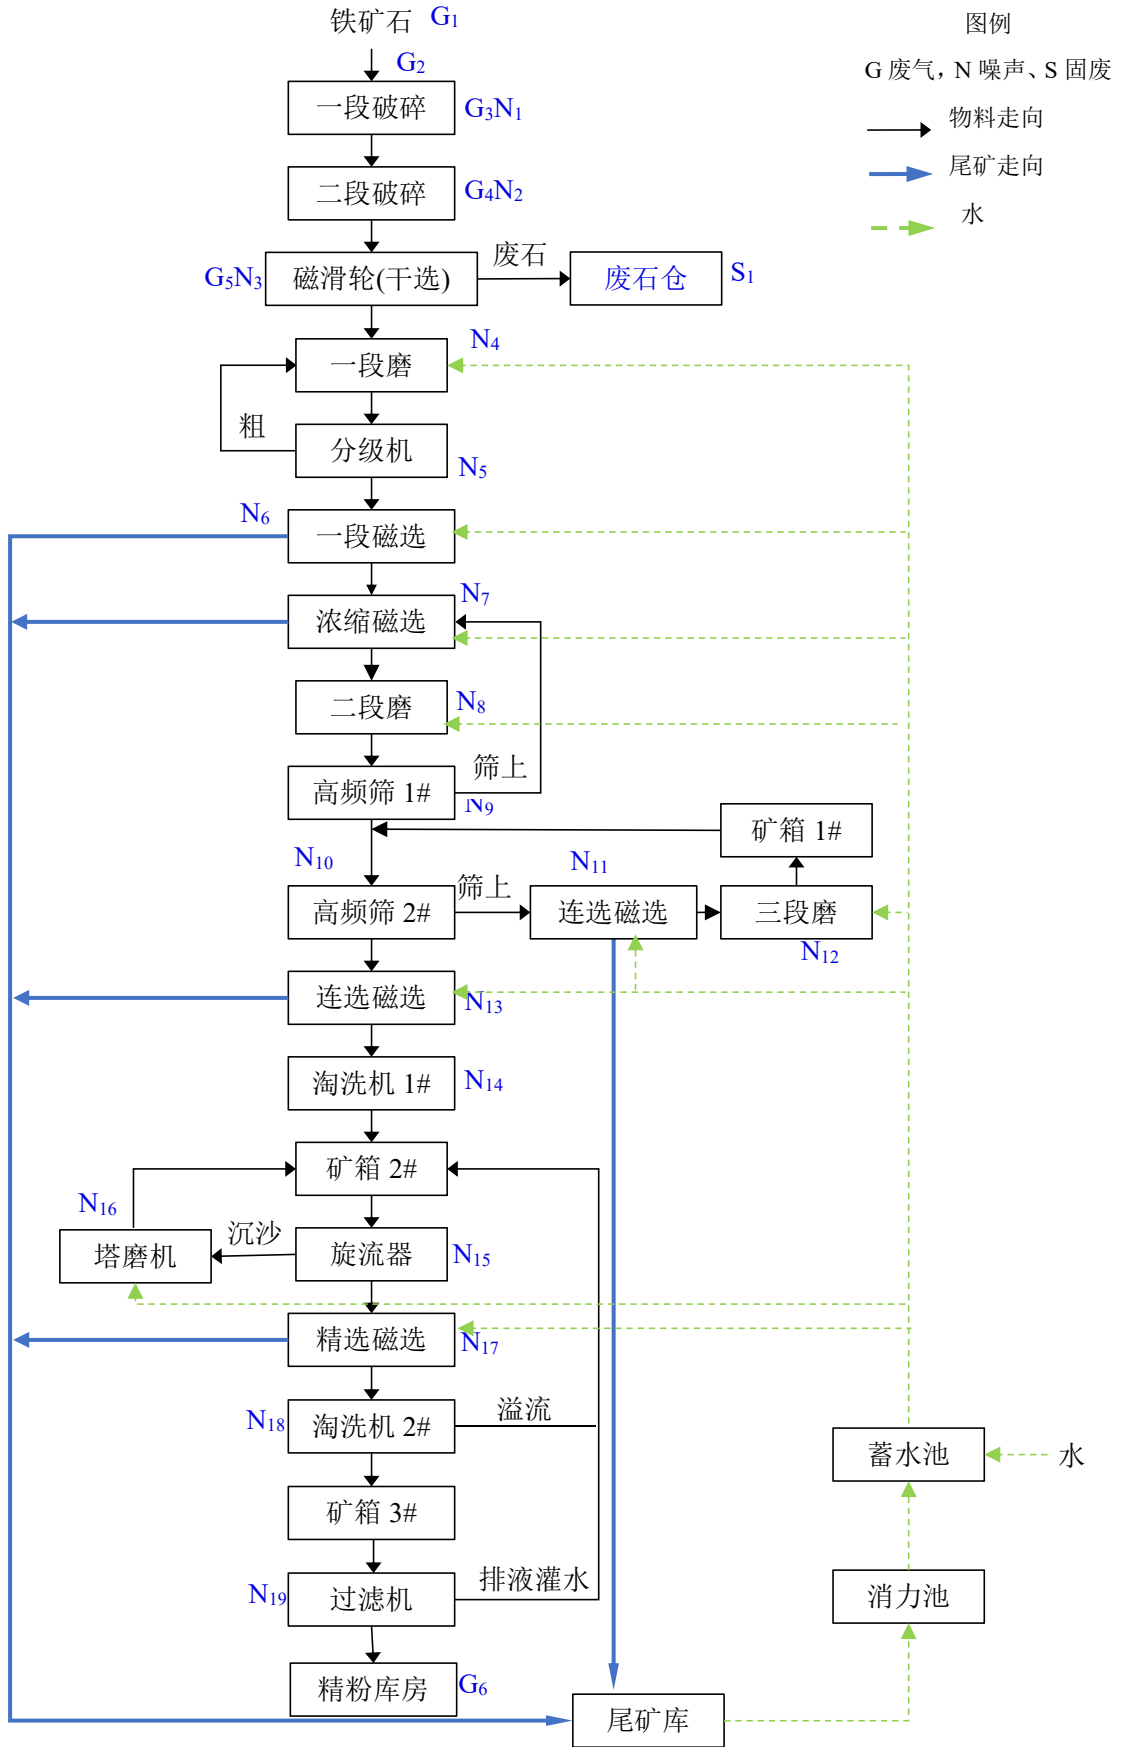 铁矿石 G1
图例
G 废气，N 噪声、S 固废
物料走向
尾矿走向
水
G2
一段破碎 G3N1
二段破碎 G4N2
G5N3 磁滑轮(干选) 废石 废石仓 S1
N4
一段磨
粗
分级机
N5
N6
一段磁选
N7
浓缩磁选
二段磨 N8
筛上
高频筛 1#
N9
矿箱 1#
N10
N11
筛上
高频筛 2# 连选磁选 三段磨
N12
连选磁选 N13
淘洗机 1# N14
矿箱 2#
N16
沉沙
塔磨机 旋流器 N15
精选磁选 N17
溢流
N18 淘洗机 2#
蓄水池 水
矿箱 3#
排液灌水
N19 过滤机
消力池
精粉库房 G6
尾矿库